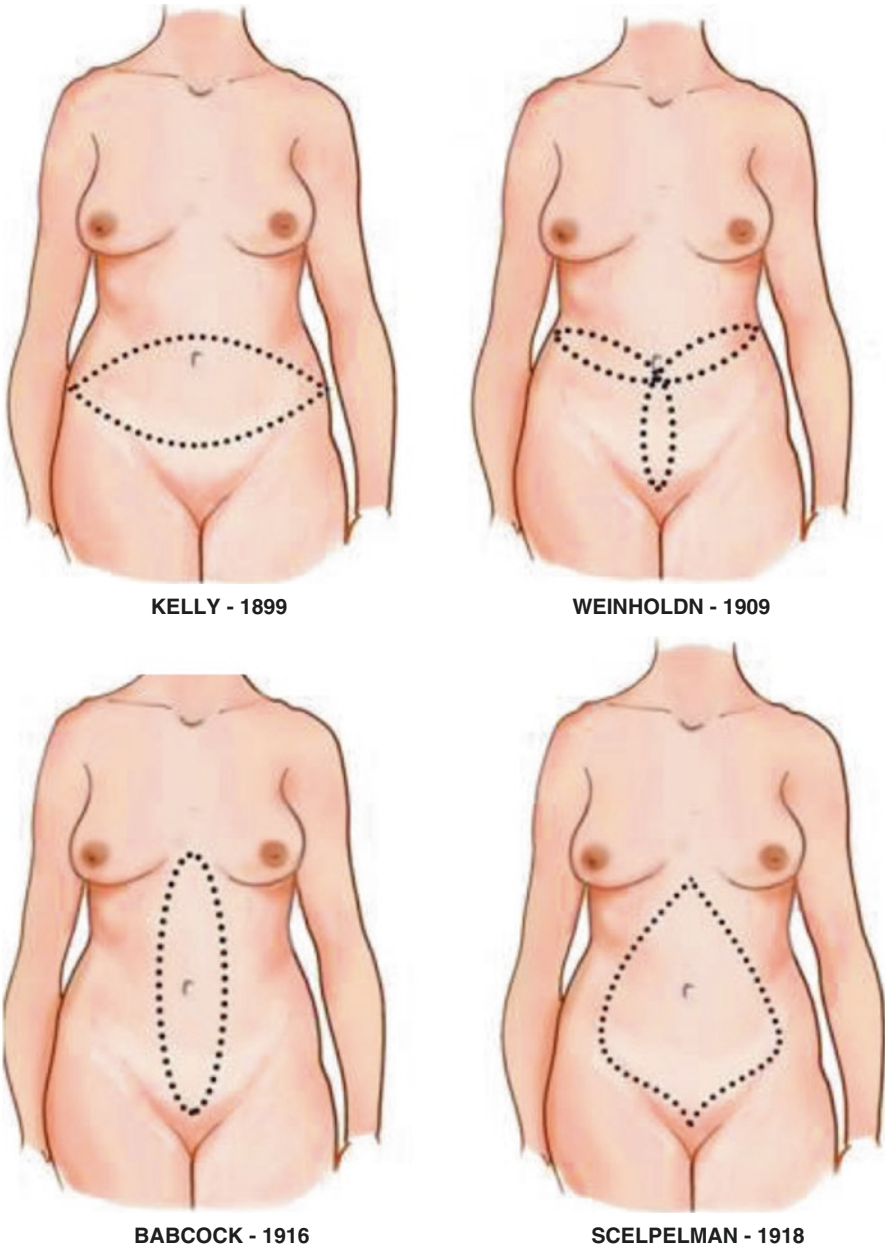 KELLY - 1899
WEINHOLDN - 1909
BABCOCK - 1916
SCELPELMAN - 1918